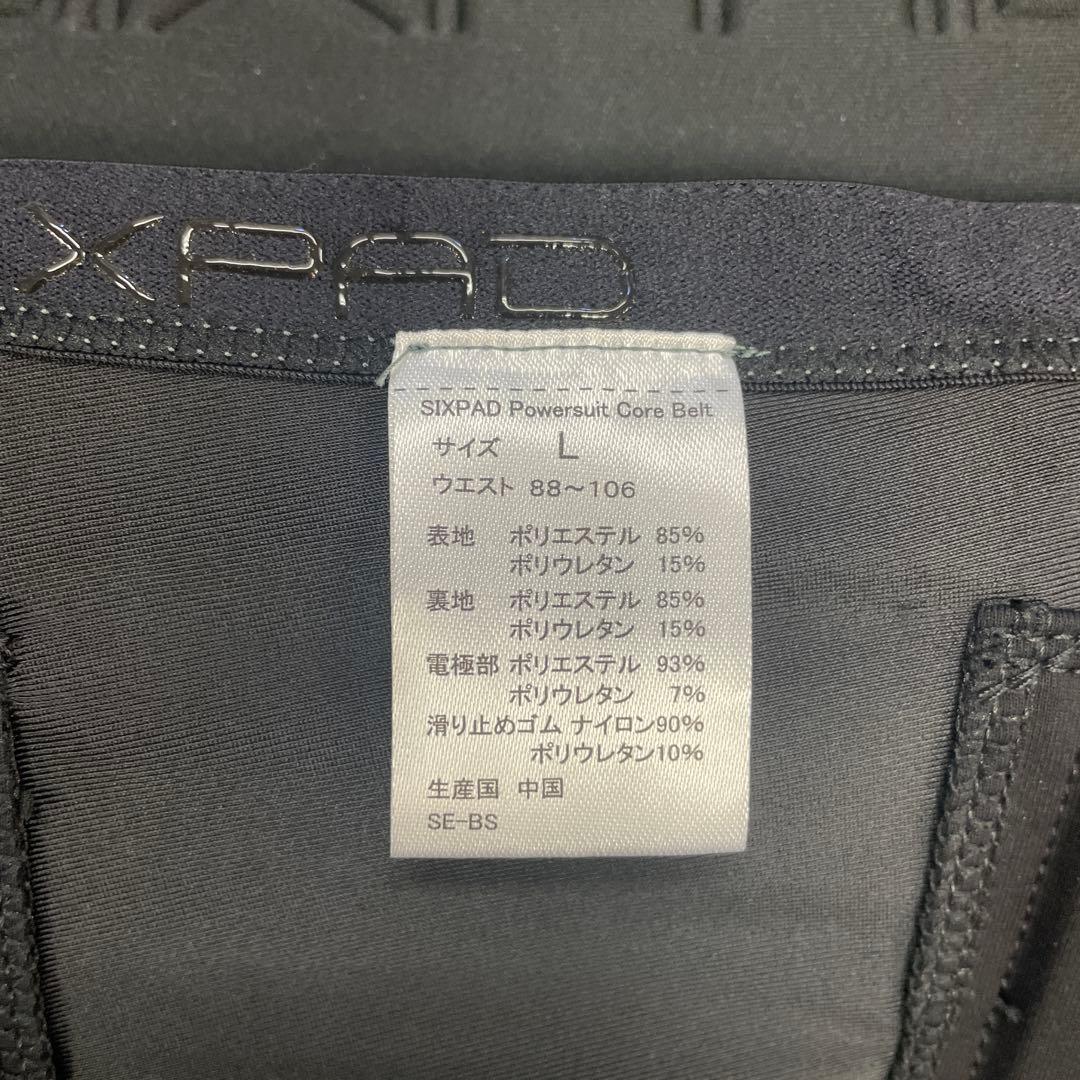 XPAD
SIXPAD Powersuit Core Belt
サイズ L
ウエスト 88～106
表地 ポリエステル 85%
ポリウレタン 15%
裏地 ポリエステル 85%
ポリウレタン 15%
電極部 ポリエステル 93%
ポリウレタン 7%
滑り止めゴム ナイロン90%
ポリウレタン10%
生産国 中国
SE-BS